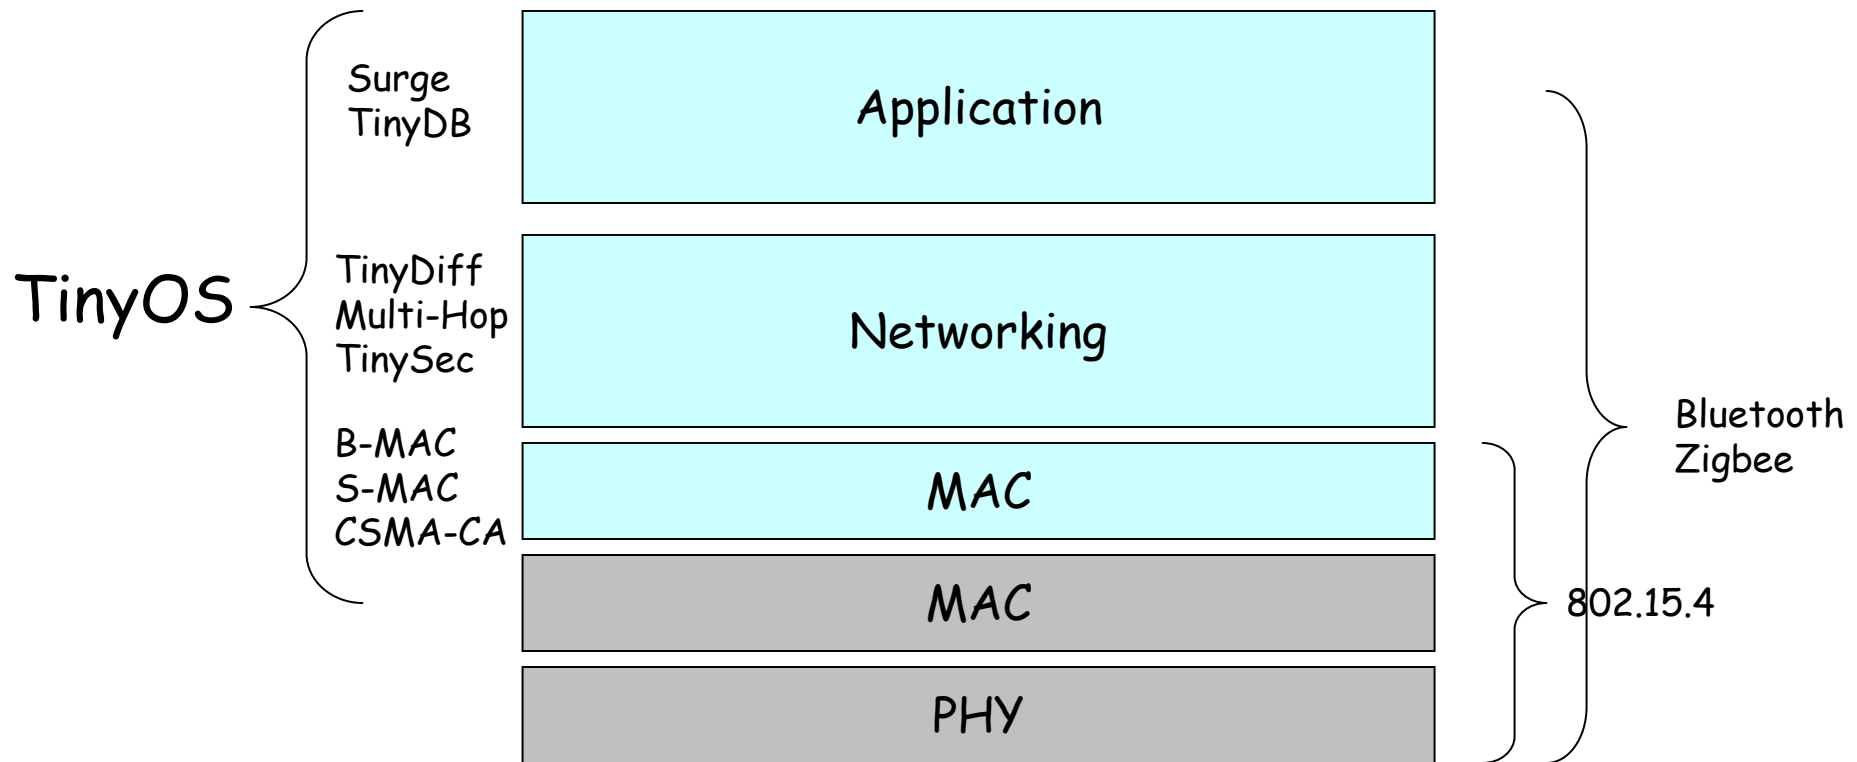 Surge
TinyDB
Application
TinyOS
TinyDiff
Multi-Hop
TinySec
Networking
Bluetooth
Zigbee
B-MAC
S-MAC
CSMA-CA
MAC
MAC
802.15.4
PHY